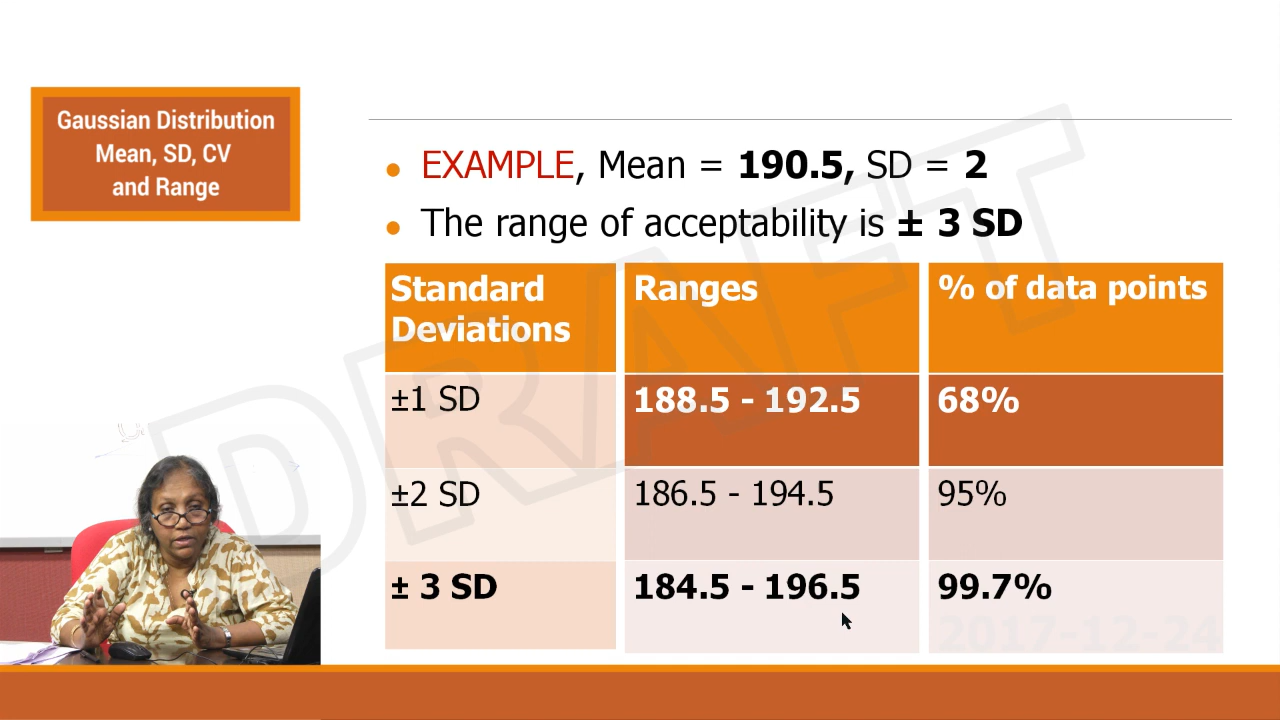 Gaussian Distribution
Mean, SD, CV
and Range
• EXAMPLE, Mean = 190.5, SD = 2
• The range of acceptability is ± 3 SD
Standard Deviations Ranges % of data points
±1 SD 188.5 - 192.5 68%
±2 SD 186.5 - 194.5 95%
± 3 SD 184.5 - 196.5 99.7%
DRAFT
2017-12-24